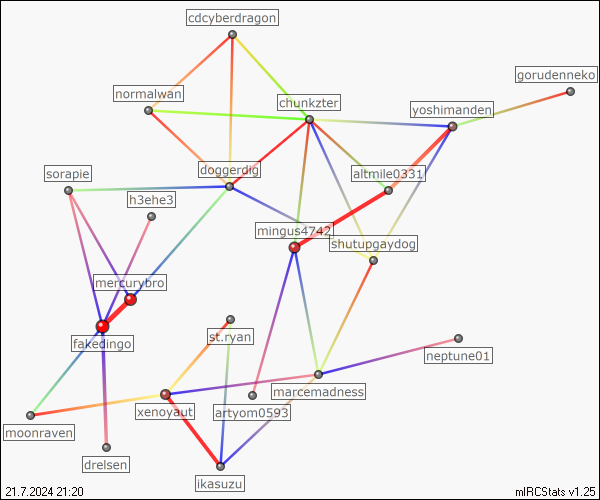 cdcyberdragon
gorudenneko
normalwan
chunkzter
yoshimanden
sorapie
doggerdig
altmile0331
h3ehe3
mingus4742
shutupgaydog
mercurybro
fakedingo
st.ryan
neptune01
marcemadness
moonraven
xenoyaut
artyom0593
drelsen
ikasuzu
21.7.2024 21:20
mIRCStats v1.25